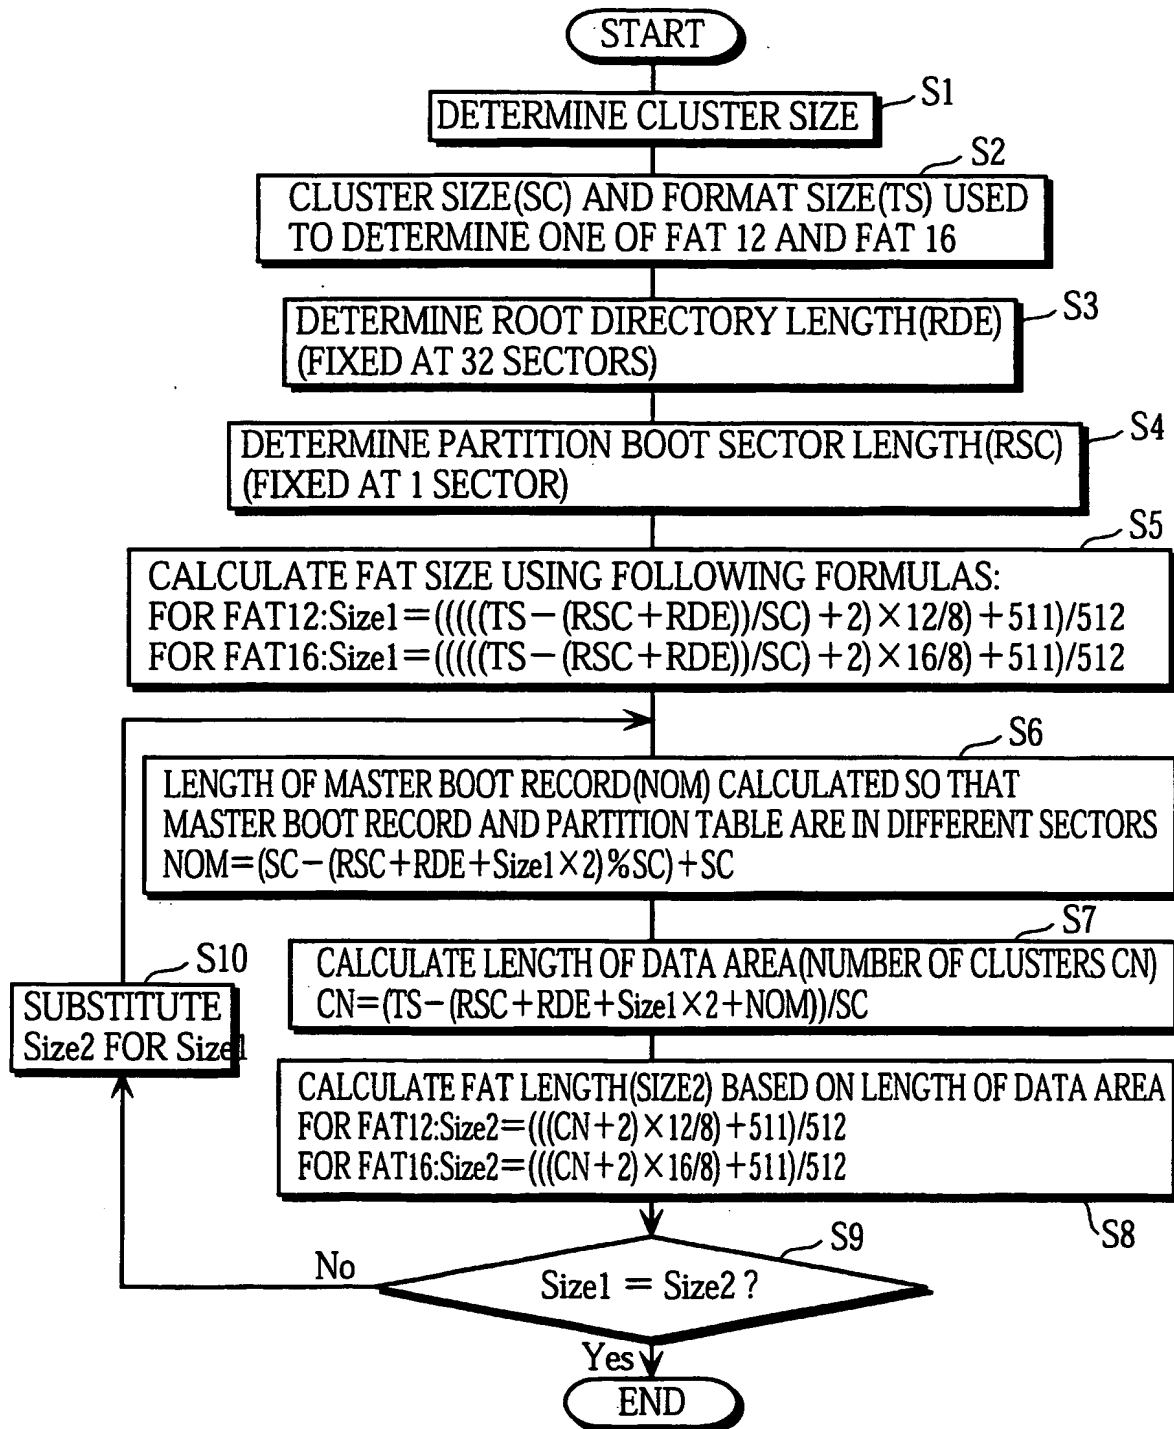 START
S1
DETERMINE CLUSTER SIZE
S2
CLUSTER SIZE(SC) AND FORMAT SIZE(TS) USED
TO DETERMINE ONE OF FAT 12 AND FAT 16
S3
DETERMINE ROOT DIRECTORY LENGTH(RDE)
(FIXED AT 32 SECTORS)
S4
DETERMINE PARTITION BOOT SECTOR LENGTH(RSC)
(FIXED AT 1 SECTOR)
S5
CALCULATE FAT SIZE USING FOLLOWING FORMULAS:
FOR FAT12:Size1=(((((TS-(RSC+RDE))/SC)+2)×12/8)+511)/512
FOR FAT16:Size1=(((((TS-(RSC+RDE))/SC)+2)×16/8)+511)/512
S6
LENGTH OF MASTER BOOT RECORD(NOM) CALCULATED SO THAT
MASTER BOOT RECORD AND PARTITION TABLE ARE IN DIFFERENT SECTORS
NOM=(SC-(RSC+RDE+Size1×2)%SC)+SC
S7
CALCULATE LENGTH OF DATA AREA(NUMBER OF CLUSTERS CN)
CN=(TS-(RSC+RDE+Size1×2+NOM))/SC
S10
SUBSTITUTE
Size2 FOR Size1
CALCULATE FAT LENGTH(SIZE2) BASED ON LENGTH OF DATA AREA
FOR FAT12:Size2=(((CN+2)×12/8)+511)/512
FOR FAT16:Size2=(((CN+2)×16/8)+511)/512
S8
S9
No
Size1 = Size2 ?
Yes
END